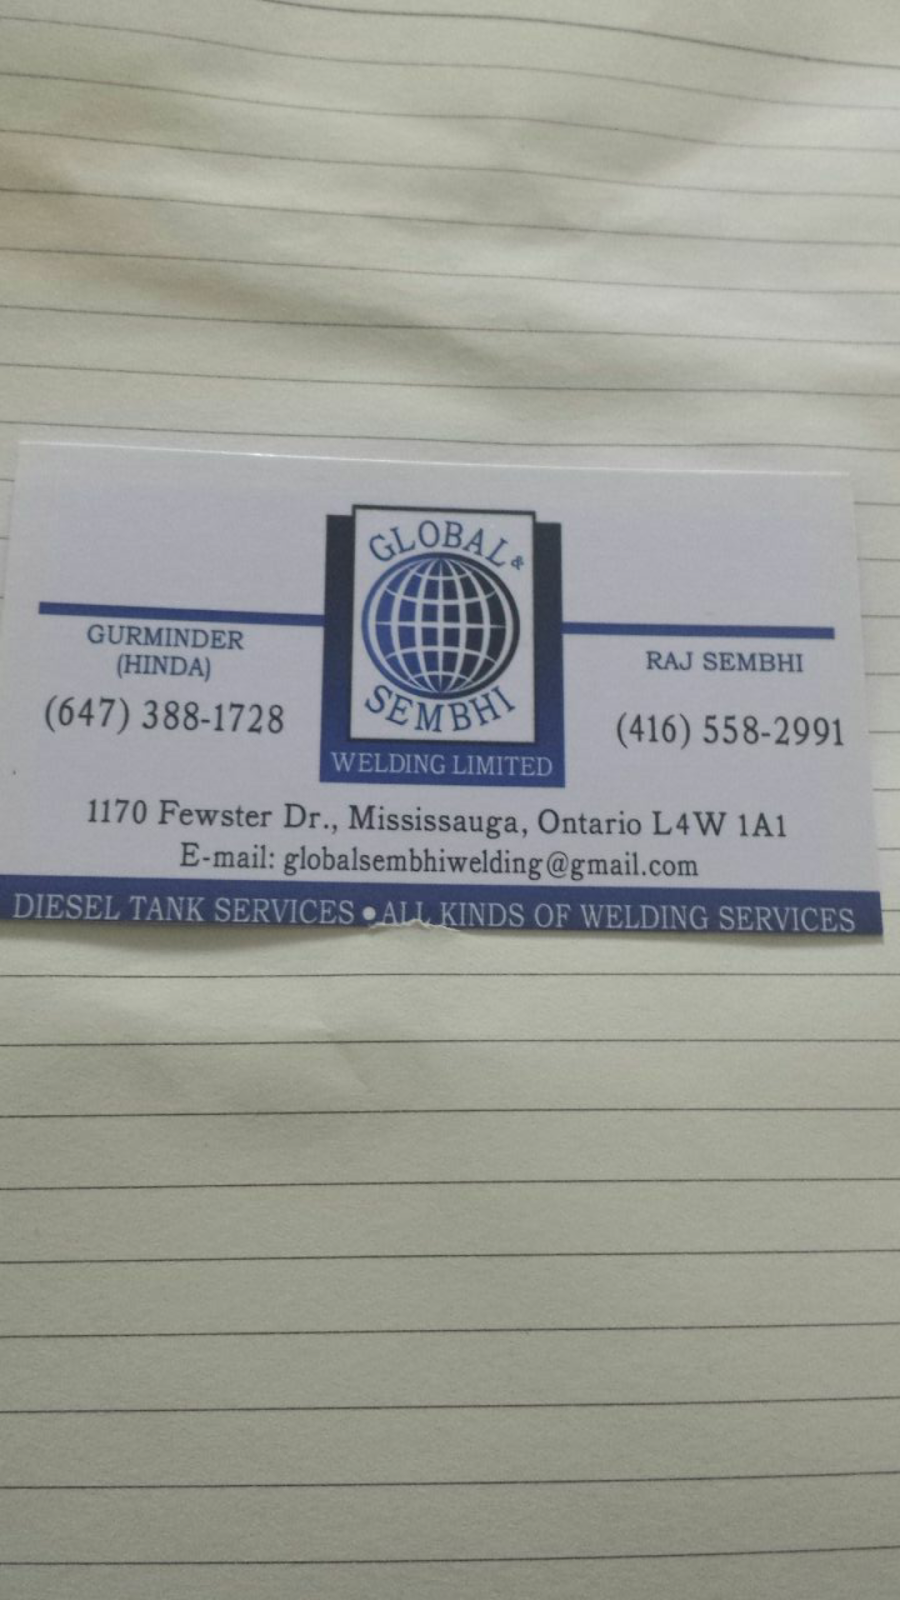 GLOBAL &
SEMBHI
WELDING LIMITED
GURMINDER
(HINDA)
(647) 388-1728
RAJ SEMBHI
(416) 558-2991
1170 Fewster Dr., Mississauga, Ontario L4W 1A1
E-mail: globalsembhiwelding@gmail.com
DIESEL TANK SERVICES • ALL KINDS OF WELDING SERVICES